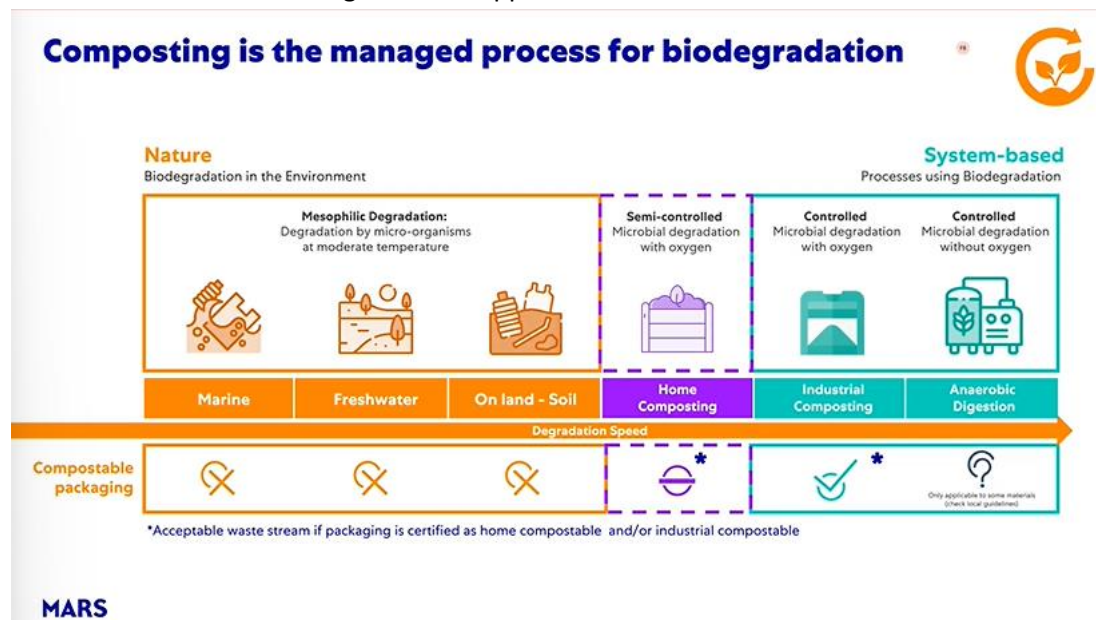 Composting is the managed process for biodegradation
Nature
Biodegradation in the Environment
System-based
Processes using Biodegradation
Mesophilic Degradation:
Degradation by micro-organisms
at moderate temperature
Semi-controlled
Microbial degradation
with oxygen
Controlled
Microbial degradation
with oxygen
Controlled
Microbial degradation
without oxygen
Marine
Freshwater
On land - Soil
Home
Composting
Industrial
Composting
Anaerobic
Digestion
Degradation Speed
Compostable
packaging
*
*
Only applicable to some materials
(check local guidelines)
*Acceptable waste stream if packaging is certified as home compostable and/or industrial compostable
MARS